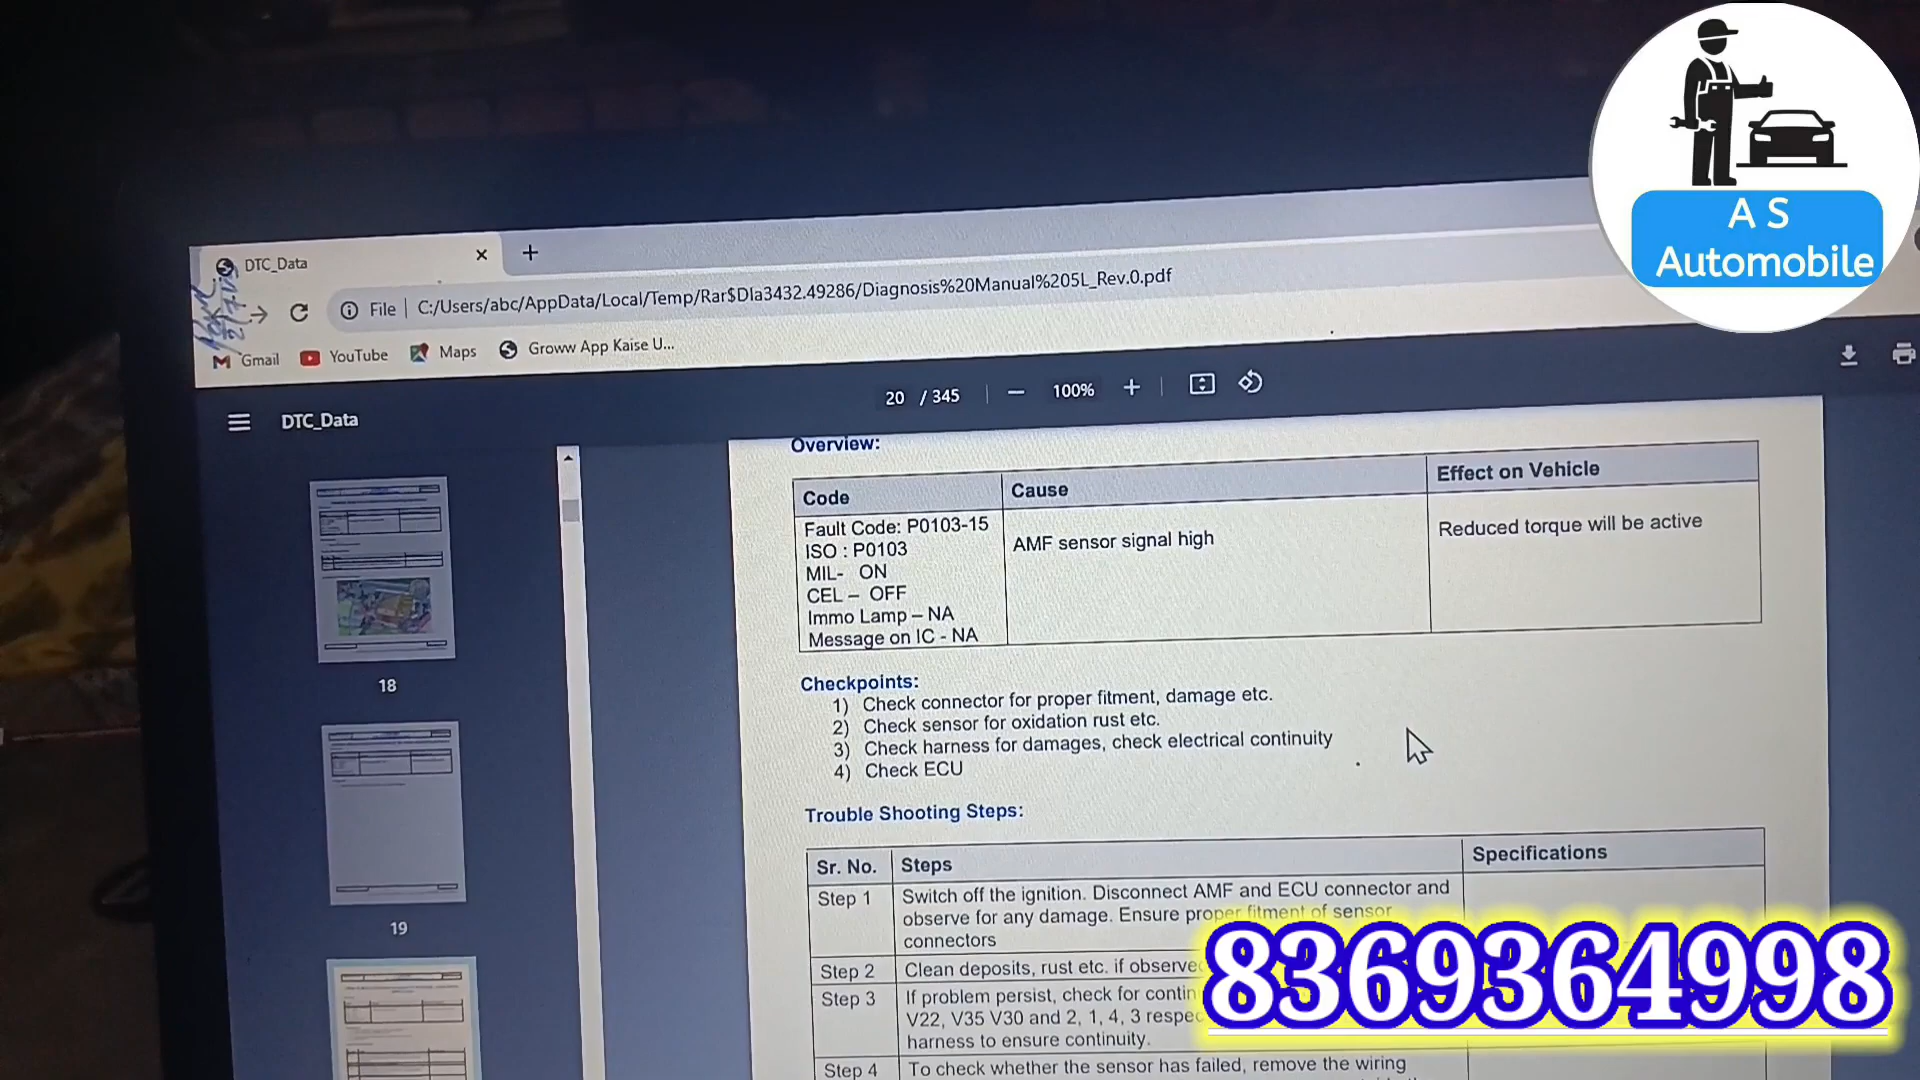 A S
Automobile
DTC_Data
File C:/Users/abc/AppData/Local/Temp/Rar$DIa3432.49286/Diagnosis%20Manual%205L_Rev.0.pdf
Gmail YouTube Maps Groww App Kaise U...
DTC_Data 20 / 345 100%
Overview:
Code Cause Effect on Vehicle
Fault Code: P0103-15
ISO : P0103
MIL- ON
CEL – OFF
Immo Lamp – NA
Message on IC - NA
AMF sensor signal high
Reduced torque will be active
18
19
Checkpoints:
1) Check connector for proper fitment, damage etc.
2) Check sensor for oxidation rust etc.
3) Check harness for damages, check electrical continuity
4) Check ECU
Trouble Shooting Steps:
Sr. No. Steps Specifications
Step 1 Switch off the ignition. Disconnect AMF and ECU connector and
observe for any damage. Ensure proper fitment of sensor
connectors
Step 2 Clean deposits, rust etc. if observe
Step 3 If problem persist, check for contin
V22, V35 V30 and 2, 1, 4, 3 respec
harness to ensure continuity.
Step 4 To check whether the sensor has failed, remove the wiring
8369364998